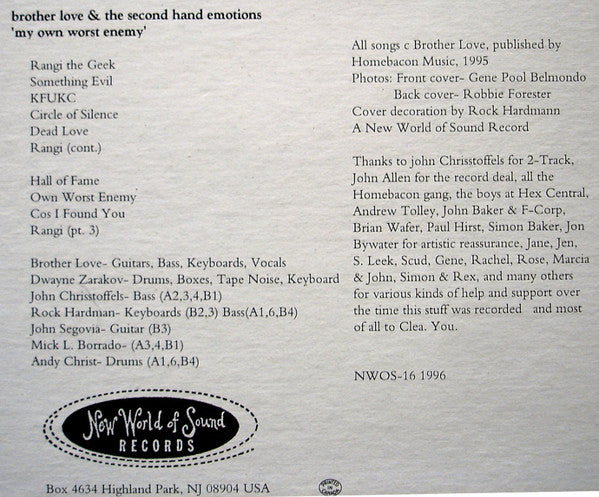 brother love & the second hand emotions
'my own worst enemy'
Rangi the Geek
Something Evil
KFUKC
Circle of Silence
Dead Love
Rangi (cont.)
Hall of Fame
Own Worst Enemy
Cos I Found You
Rangi (pt. 3)
Brother Love- Guitars, Bass, Keyboards, Vocals
Dwayne Zarakov- Drums, Boxes, Tape Noise, Keyboard
John Chrisstoffels- Bass (A2,3,4,B1)
Rock Hardman- Keyboards (B2,3) Bass(A1,6,B4)
John Segovia- Guitar (B3)
Mick L. Borrado- (A3,4,B1)
Andy Christ- Drums (A1,6,B4)
New World of Sound
RECORDS
Box 4634 Highland Park, NJ 08904 USA
All songs c Brother Love, published by
Homebacon Music, 1995
Photos: Front cover- Gene Pool Belmondo
Back cover- Robbie Forester
Cover decoration by Rock Hardmann
A New World of Sound Record
Thanks to john Chrisstoffels for 2-Track,
John Allen for the record deal, all the
Homebacon gang, the boys at Hex Central,
Andrew Tolley, John Baker & F-Corp,
Brian Wafer, Paul Hirst, Simon Baker, Jon
Bywater for artistic reassurance, Jane, Jen,
S. Leek, Scud, Gene, Rachel, Rose, Marcia
& John, Simon & Rex, and many others
for various kinds of help and support over
the time this stuff was recorded and most
of all to Clea. You.
NWOS-16 1996
PRINTED
IN
CANADA